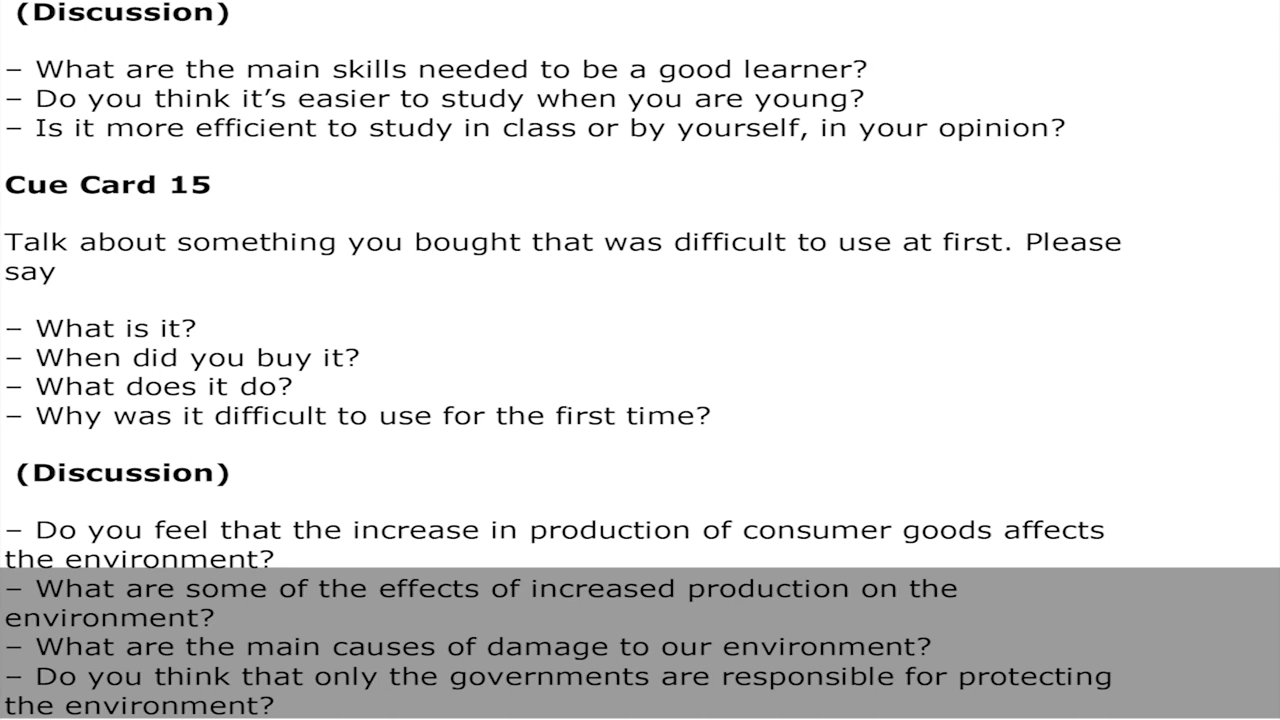 (Discussion)
– What are the main skills needed to be a good learner?
– Do you think it’s easier to study when you are young?
– Is it more efficient to study in class or by yourself, in your opinion?
Cue Card 15
Talk about something you bought that was difficult to use at first. Please
say
– What is it?
– When did you buy it?
– What does it do?
– Why was it difficult to use for the first time?
(Discussion)
– Do you feel that the increase in production of consumer goods affects
the environment?
– What are some of the effects of increased production on the
environment?
– What are the main causes of damage to our environment?
– Do you think that only the governments are responsible for protecting
the environment?